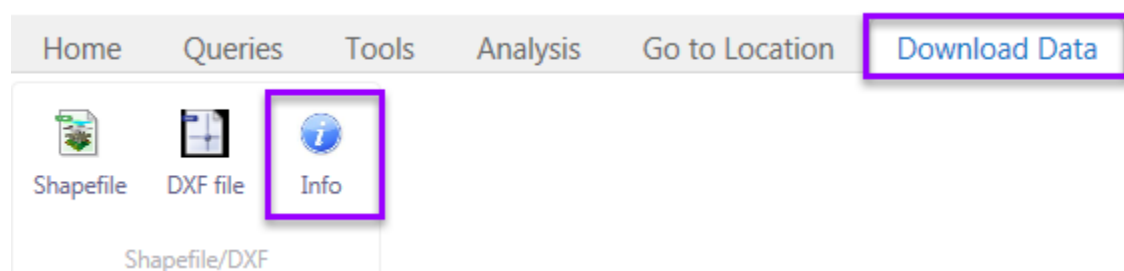 Home Queries Tools Analysis Go to Location Download Data
Shapefile DXF file Info
Shapefile/DXF